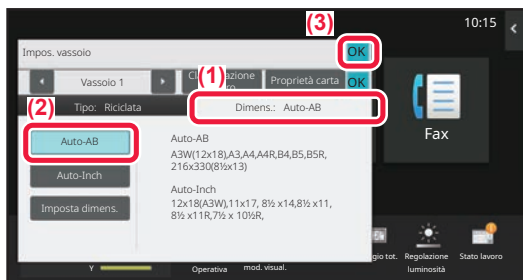 10:15
(3)
Impos. vassoio
OK
Vassoio 1
(1)
Proprietà carta
OK
(2)
Tipo: Riciclata
Dimens.: Auto-AB
Auto-AB
Auto-Inch
Imposta dimens.
Auto-AB
A3W(12x18),A3,A4,A4R,B4,B5,B5R,
216x330(8½x13)
Auto-Inch
12x18(A3W),11x17, 8½ x14,8½ x11,
8½ x11R,7½ x 10½R,
Fax
tot.
Regolazione
luminosità
Stato lavoro
Y
Operativa
mod. visual.